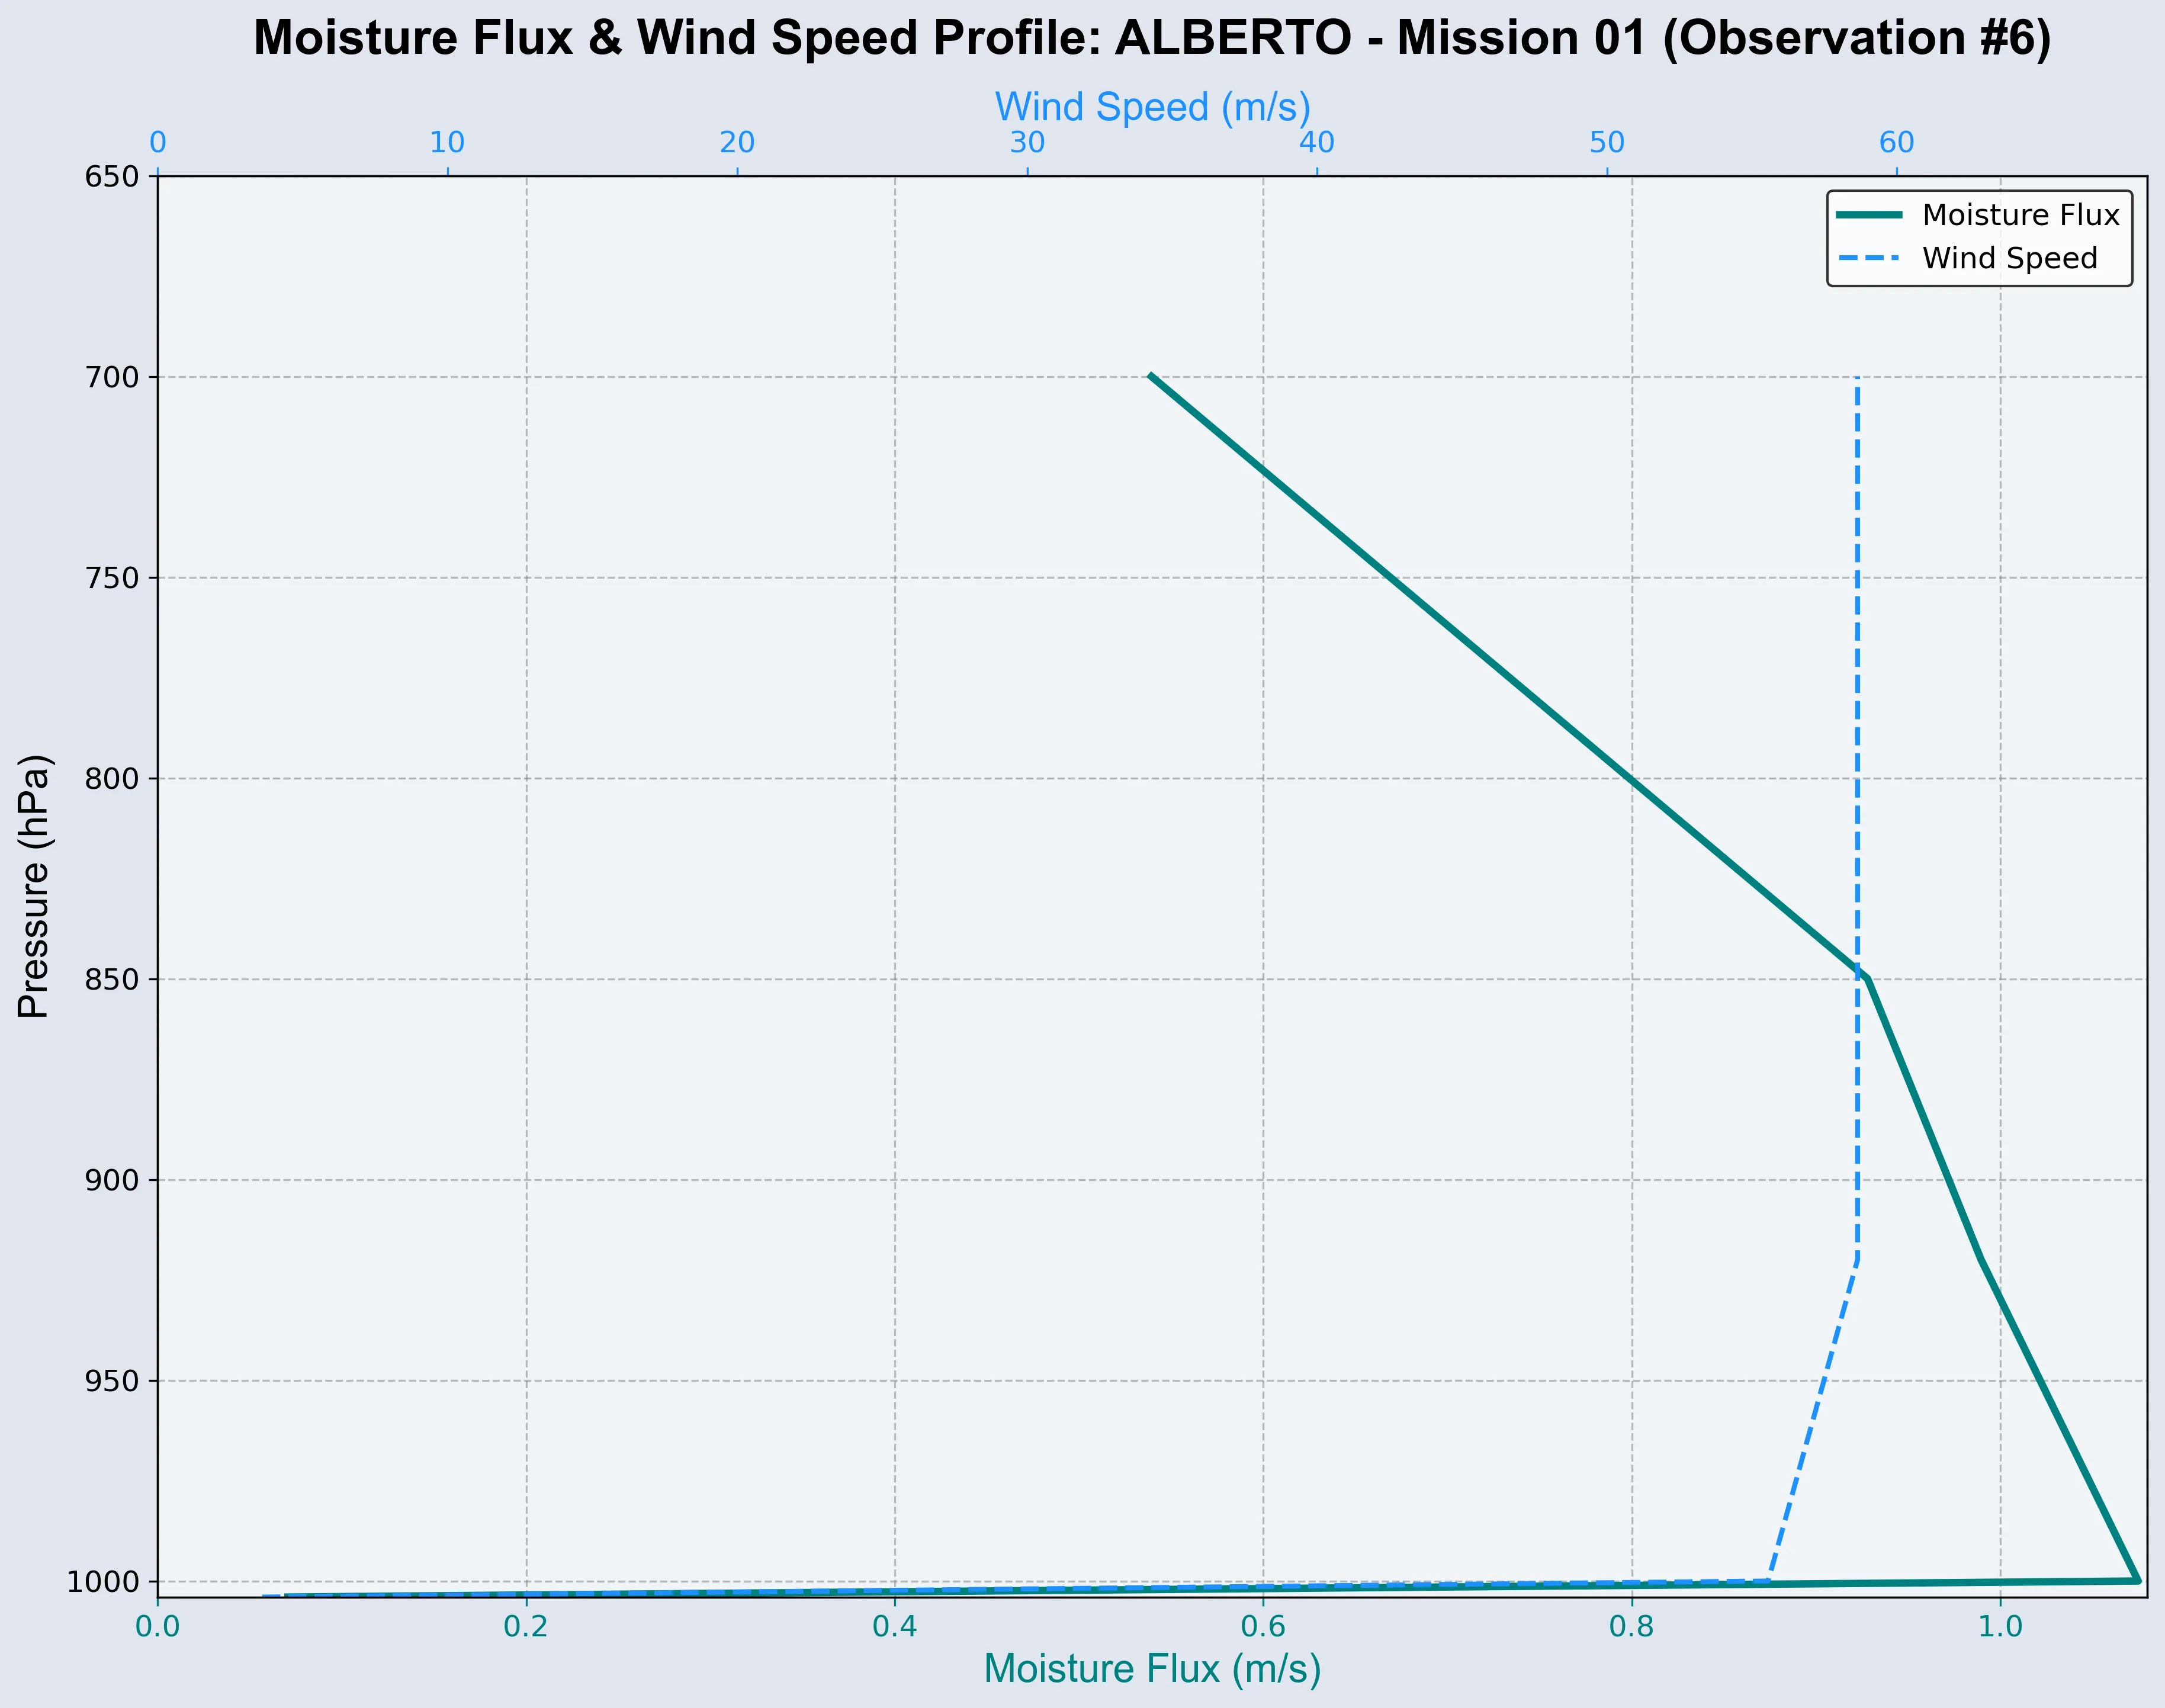 Moisture Flux & Wind Speed Profile: ALBERTO - Mission 01 (Observation #6)
Wind Speed (m/s)
0 10 20 30 40 50 60
650
Moisture Flux
Wind Speed
700
750
800
850
900
950
1000
Pressure (hPa)
0.0 0.2 0.4 0.6 0.8 1.0
Moisture Flux (m/s)